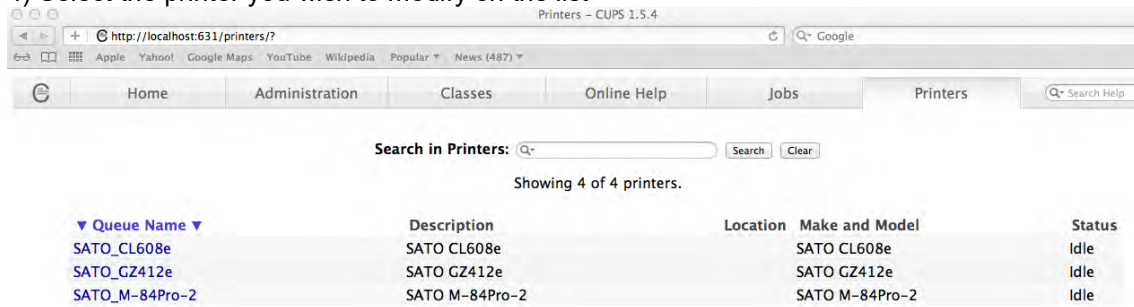 Printers - CUPS 1.5.4
http://localhost:631/printers/? Google
Apple Yahoo! Google Maps YouTube Wikipedia Popular News (487)
Home Administration Classes Online Help Jobs Printers Search Help
Search in Printers: Search Clear
Showing 4 of 4 printers.
▼ Queue Name ▼ Description Location Make and Model Status
SATO_CL608e SATO CL608e SATO CL608e Idle
SATO_GZ412e SATO GZ412e SATO GZ412e Idle
SATO_M-84Pro-2 SATO M-84Pro-2 SATO M-84Pro-2 Idle